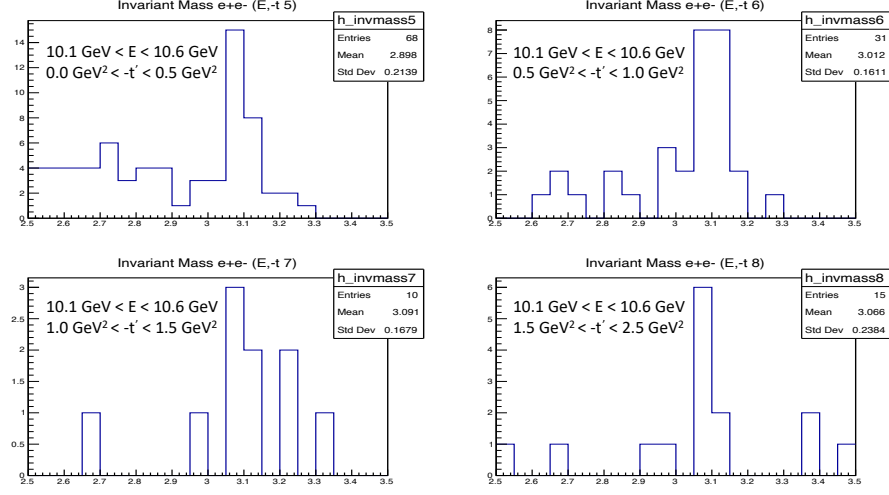 Invariant Mass e+e- (E,-t 5)
h_invmass5
Entries 68
Mean 2.898
Std Dev 0.2139
10.1 GeV < E < 10.6 GeV
0.0 GeV² < -t′ < 0.5 GeV²
14
12
10
8
6
4
2
0
2.5 2.6 2.7 2.8 2.9 3 3.1 3.2 3.3 3.4 3.5
Invariant Mass e+e- (E,-t 6)
h_invmass6
Entries 31
Mean 3.012
Std Dev 0.1611
10.1 GeV < E < 10.6 GeV
0.5 GeV² < -t′ < 1.0 GeV²
8
7
6
5
4
3
2
1
0
2.5 2.6 2.7 2.8 2.9 3 3.1 3.2 3.3 3.4 3.5
Invariant Mass e+e- (E,-t 7)
h_invmass7
Entries 10
Mean 3.091
Std Dev 0.1679
10.1 GeV < E < 10.6 GeV
1.0 GeV² < -t′ < 1.5 GeV²
3
2.5
2
1.5
1
0.5
0
2.5 2.6 2.7 2.8 2.9 3 3.1 3.2 3.3 3.4 3.5
Invariant Mass e+e- (E,-t 8)
h_invmass8
Entries 15
Mean 3.066
Std Dev 0.2384
10.1 GeV < E < 10.6 GeV
1.5 GeV² < -t′ < 2.5 GeV²
6
5
4
3
2
1
0
2.5 2.6 2.7 2.8 2.9 3 3.1 3.2 3.3 3.4 3.5